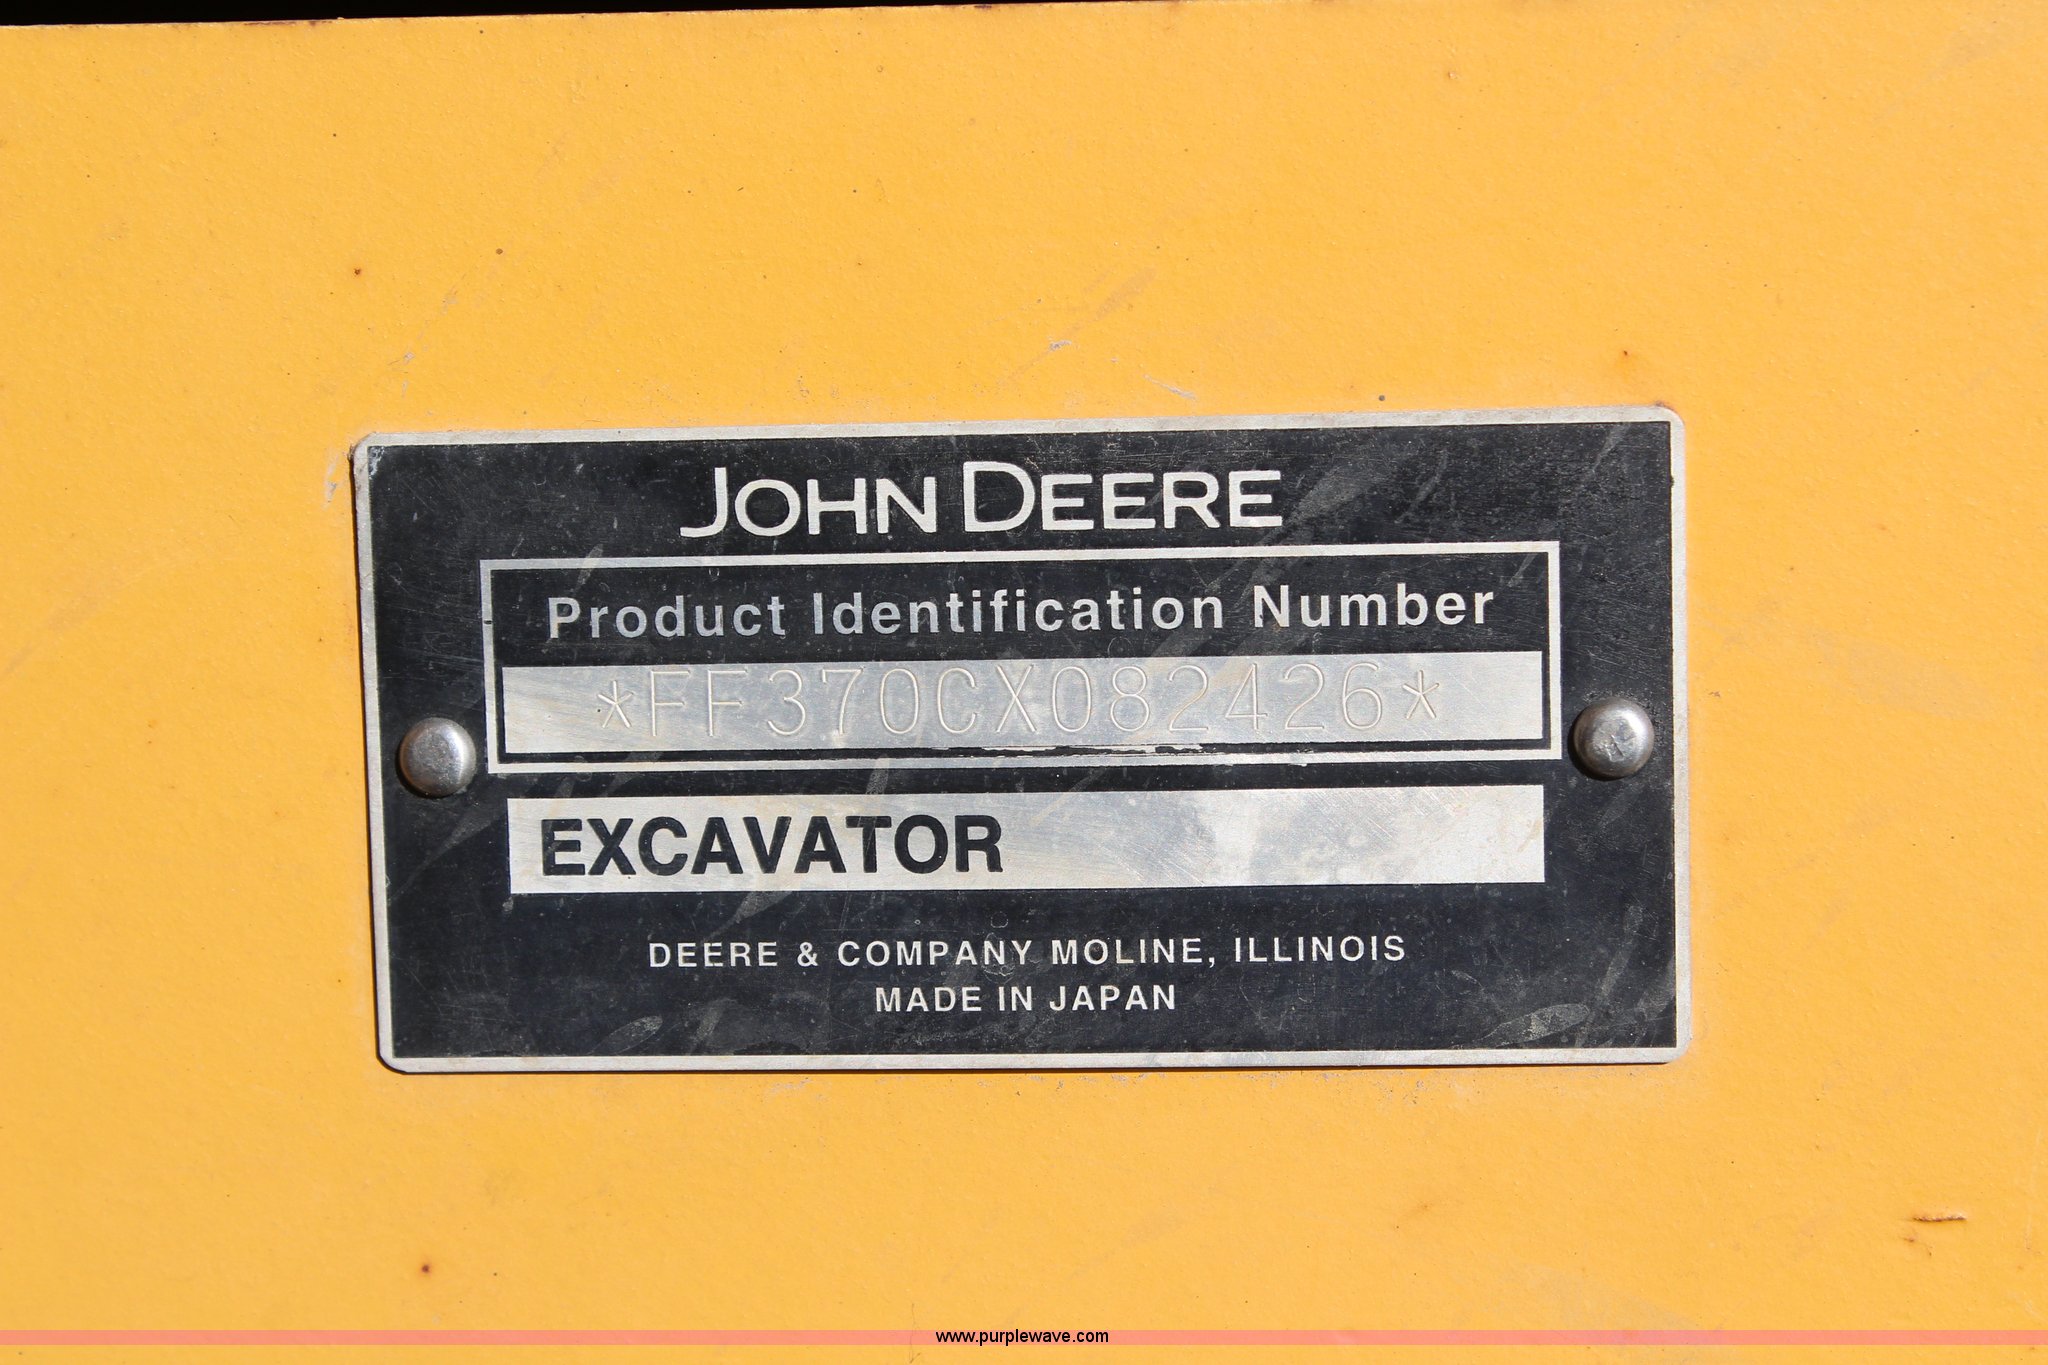 JOHN DEERE
Product Identification Number
*FF370CX082426*
EXCAVATOR
DEERE & COMPANY MOLINE, ILLINOIS
MADE IN JAPAN
www.purplewave.com